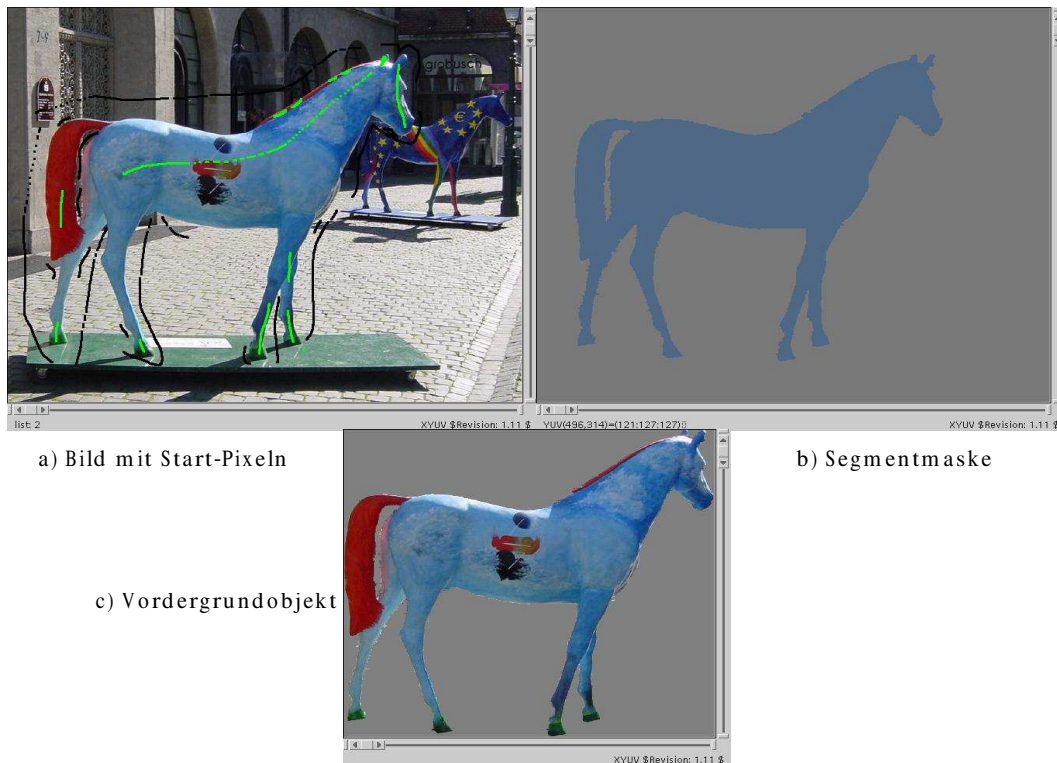 grobusch
list: 2
XYUV $Revision: 1.11 $
YUV(496,314)=(121:127:127)
XYUV $Revision: 1.11 $
a) Bild mit Start-Pixeln
b) Segmentmaske
c) Vordergrundobjekt
XYUV $Revision: 1.11 $